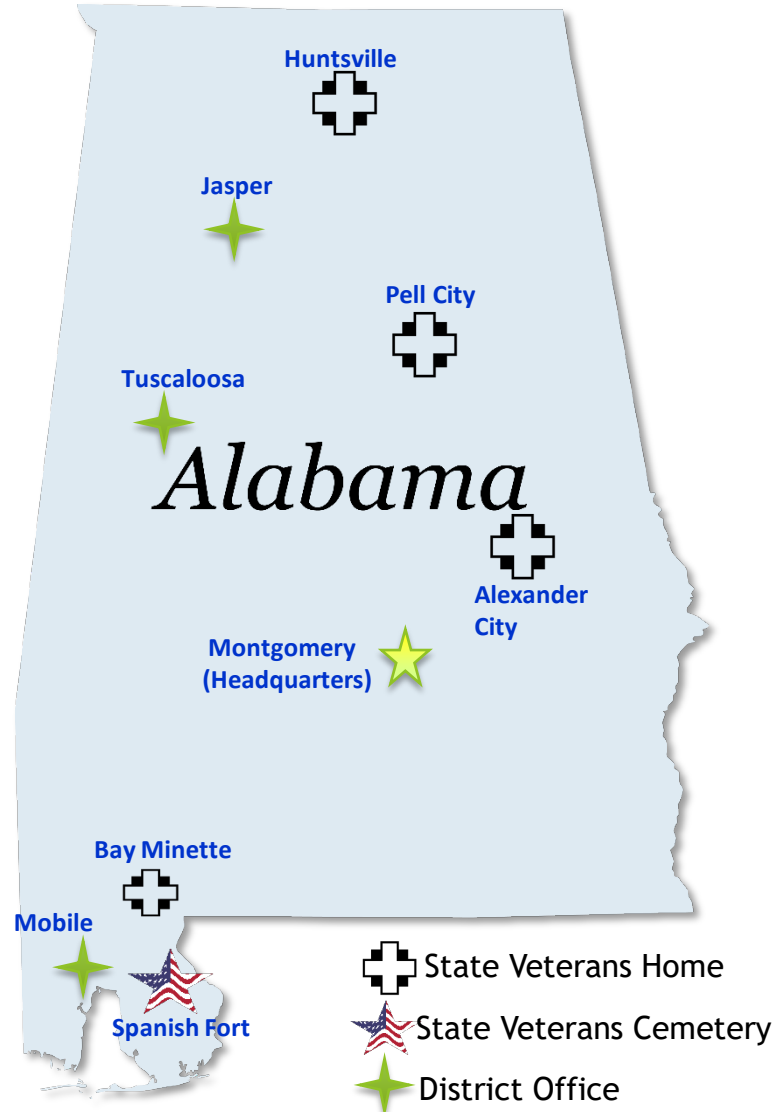 Huntsville
Jasper
Pell City
Tuscaloosa
Alabama
Alexander
City
Montgomery
(Headquarters)
Bay Minette
Mobile
Spanish Fort
State Veterans Home
State Veterans Cemetery
District Office